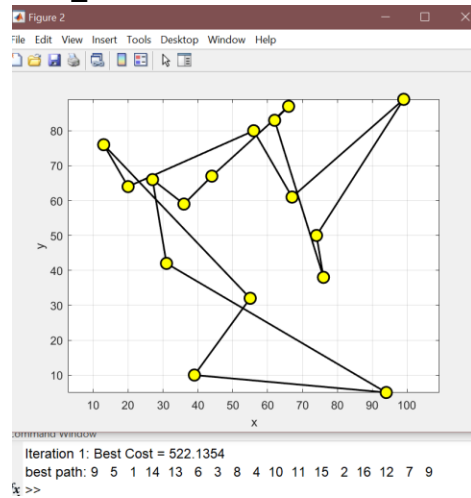 Figure 2
File Edit View Insert Tools Desktop Window Help
80
70
60
50
40
30
20
10
y
10 20 30 40 50 60 70 80 90 100
x
Command Window
Iteration 1: Best Cost = 522.1354
best path: 9 5 1 14 13 6 3 8 4 10 11 15 2 16 12 7 9
fx >>